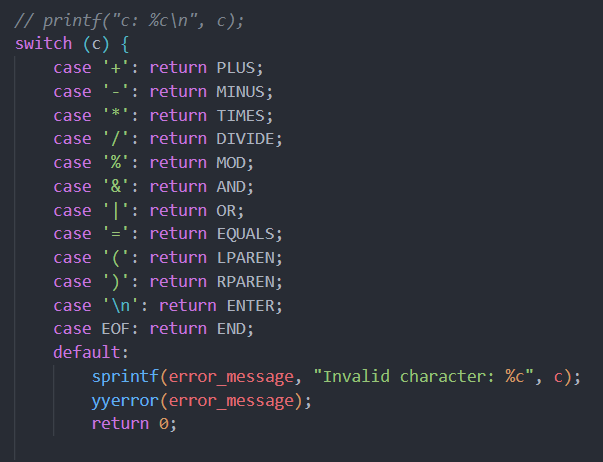 // printf("c: %c\n", c);
switch (c) {
    case '+': return PLUS;
    case '-': return MINUS;
    case '*': return TIMES;
    case '/': return DIVIDE;
    case '%': return MOD;
    case '&': return AND;
    case '|': return OR;
    case '=': return EQUALS;
    case '(': return LPAREN;
    case ')': return RPAREN;
    case '\n': return ENTER;
    case EOF: return END;
    default:
        sprintf(error_message, "Invalid character: %c", c);
        yyerror(error_message);
        return 0;